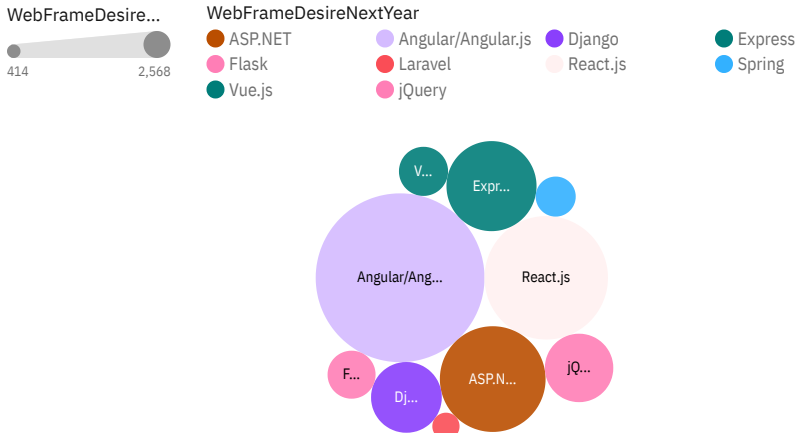 WebFrameDesire...
414 2,568
WebFrameDesireNextYear
ASP.NET Angular/Angular.js Django Express
Flask Laravel React.js Spring
Vue.js jQuery
V...
Expr...
Angular/Ang...
React.js
F...
Dj...
ASP.N...
jQ...